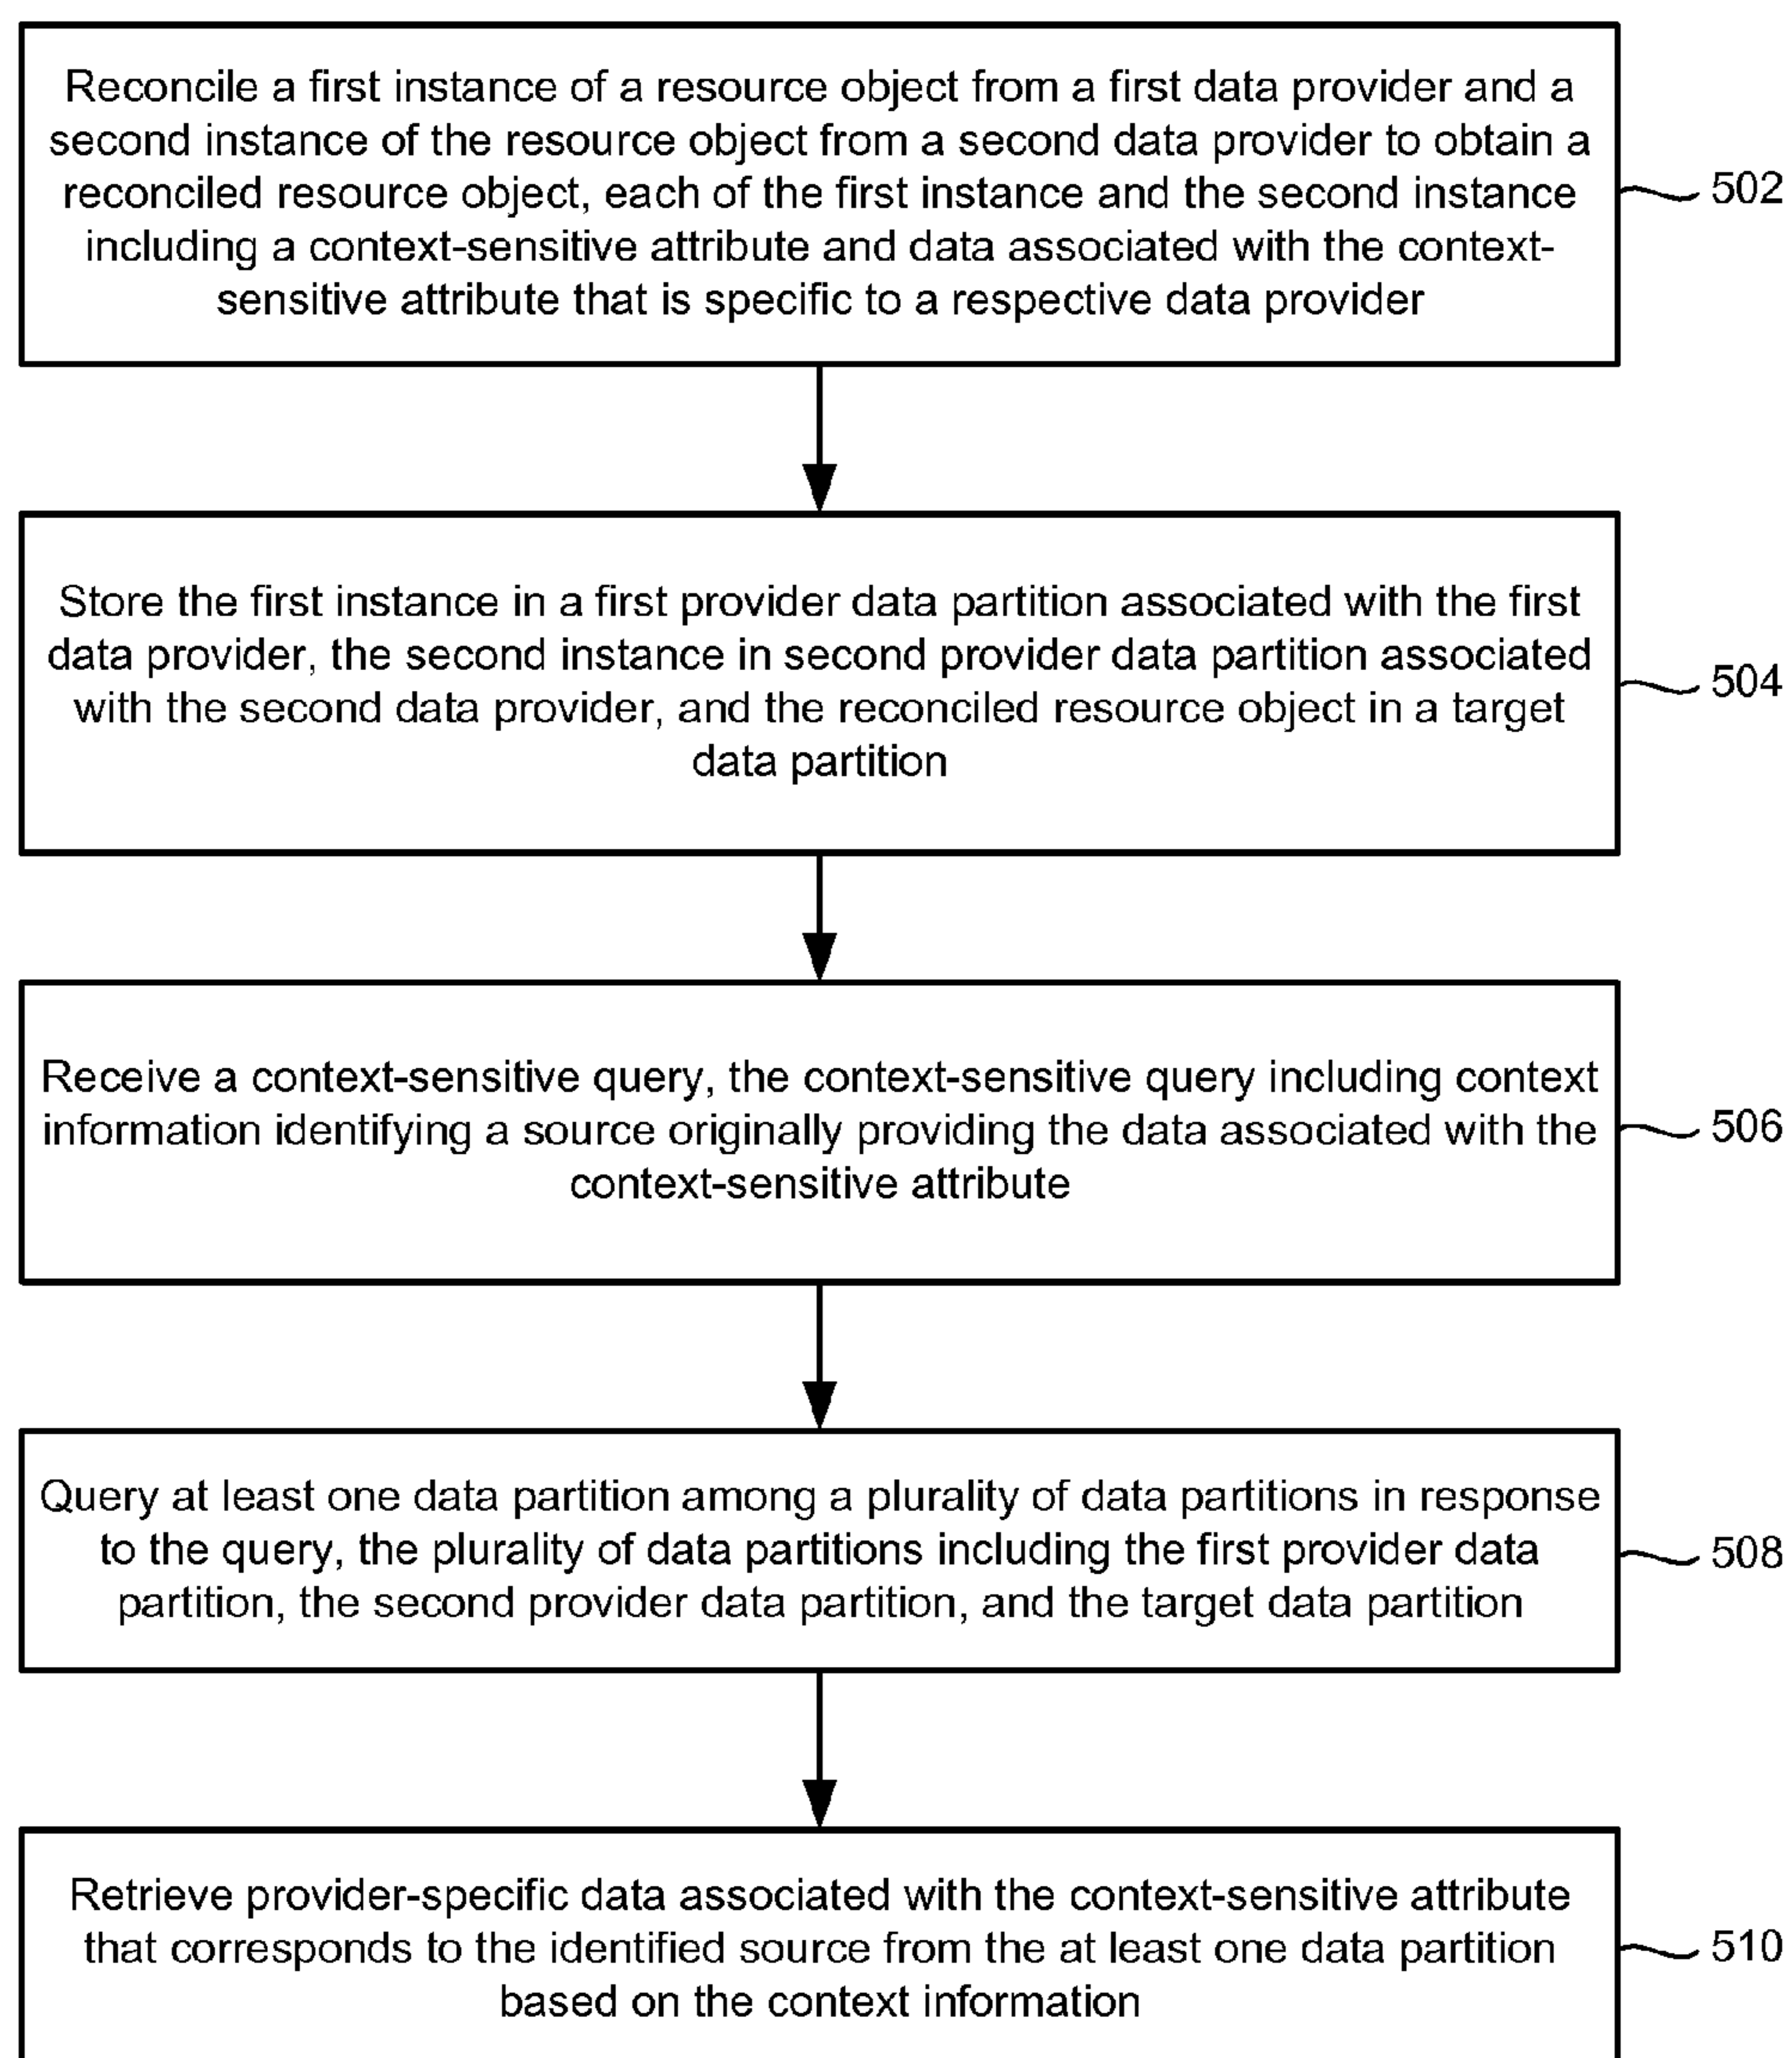 Reconcile a first instance of a resource object from a first data provider and a
second instance of the resource object from a second data provider to obtain a
reconciled resource object, each of the first instance and the second instance
including a context-sensitive attribute and data associated with the context-
sensitive attribute that is specific to a respective data provider
502
Store the first instance in a first provider data partition associated with the first
data provider, the second instance in second provider data partition associated
with the second data provider, and the reconciled resource object in a target
data partition
504
Receive a context-sensitive query, the context-sensitive query including context
information identifying a source originally providing the data associated with the
context-sensitive attribute
506
Query at least one data partition among a plurality of data partitions in response
to the query, the plurality of data partitions including the first provider data
partition, the second provider data partition, and the target data partition
508
Retrieve provider-specific data associated with the context-sensitive attribute
that corresponds to the identified source from the at least one data partition
based on the context information
510